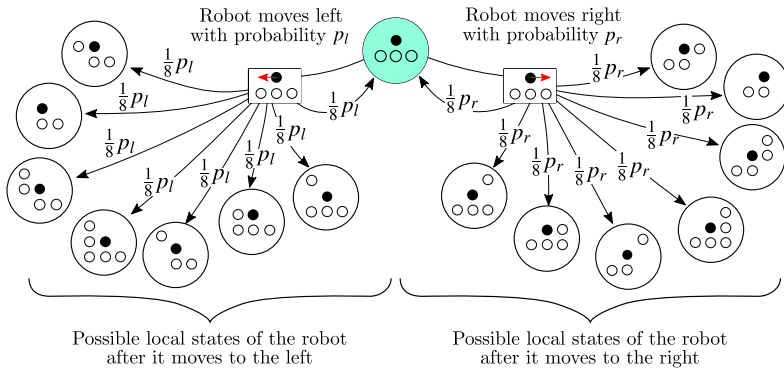 Robot moves left
with probability p_l
Robot moves right
with probability p_r
1/8 p_l
1/8 p_l
1/8 p_l
1/8 p_l
1/8 p_l
1/8 p_l
1/8 p_l
1/8 p_l
1/8 p_r
1/8 p_r
1/8 p_r
1/8 p_r
1/8 p_r
1/8 p_r
1/8 p_r
1/8 p_r
Possible local states of the robot
after it moves to the left
Possible local states of the robot
after it moves to the right